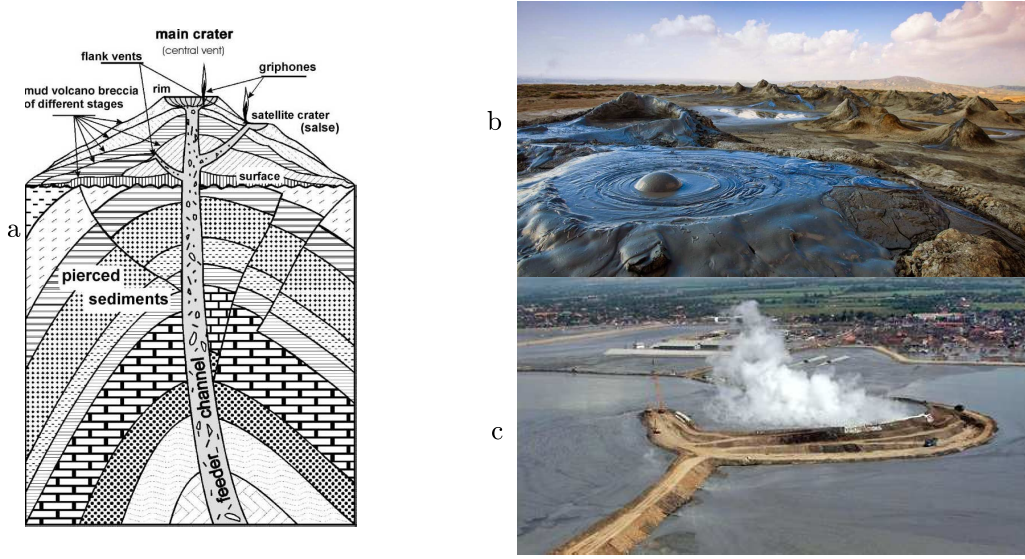 main crater
(central vent)
flank vents
griphones
rim
mud volcano breccia
of different stages
satellite crater
(salse)
surface
a
pierced
sediments
channel
feeder
b
c